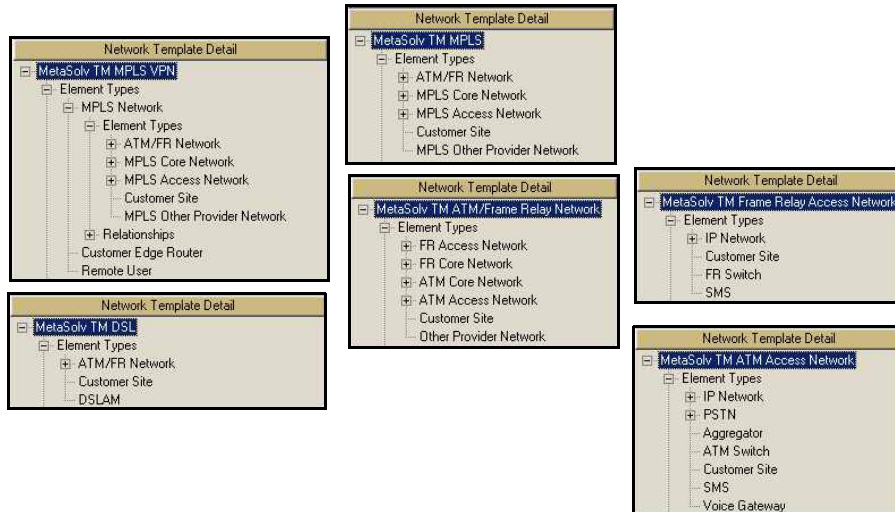 Network Template Detail
MetaSolv TM MPLS VPN
Element Types
MPLS Network
Element Types
ATM/FR Network
MPLS Core Network
MPLS Access Network
Customer Site
MPLS Other Provider Network
Relationships
Customer Edge Router
Remote User
Network Template Detail
MetaSolv TM DSL
Element Types
ATM/FR Network
Customer Site
DSLAM
Network Template Detail
MetaSolv TM MPLS
Element Types
ATM/FR Network
MPLS Core Network
MPLS Access Network
Customer Site
MPLS Other Provider Network
Network Template Detail
MetaSolv TM ATM/Frame Relay Network
Element Types
FR Access Network
FR Core Network
ATM Core Network
ATM Access Network
Customer Site
Other Provider Network
Network Template Detail
MetaSolv TM Frame Relay Access Network
Element Types
IP Network
Customer Site
FR Switch
SMS
Network Template Detail
MetaSolv TM ATM Access Network
Element Types
IP Network
PSTN
Aggregator
ATM Switch
Customer Site
SMS
Voice Gateway